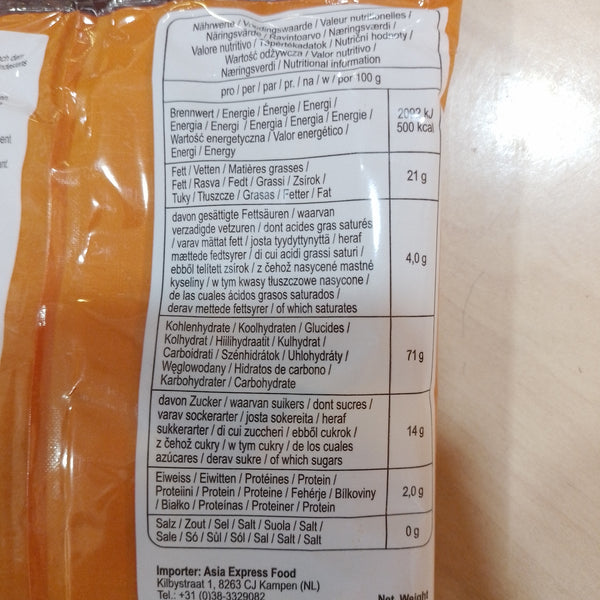 Nährwerte / Voedingswaarde / Valeur nutritionelles /
Näringsvärde / Ravintoarvo / Næringsværdi /
Valore nutritivo / Tápértékadatok / Nutriční hodnoty /
Wartość odżywcza / Valor nutritivo /
Næringsverdi / Nutritional information
pro / per / par / pr. / na / w / por 100 g
Brennwert / Energie / Énergie / Energi /
Energia / Energi / Energia / Energia / Energie /
Wartość energetyczna / Valor energético /
Energi / Energy
kJ
500 kcal
Fett / Vetten / Matières grasses /
Fett / Rasva / Fedt / Grassi / Zsírok /
Tuky / Tłuszcze / Grasas / Fetter / Fat
21 g
davon gesättigte Fettsäuren / waarvan
verzadigde vetzuren / dont acides gras saturés
/ varav mättat fett / josta tyydyttynyttä / heraf
mættede fedtsyrer / di cui acidi grassi saturi /
ebből telített zsírok / z čehož nasycené mastné
kyseliny / w tym kwasy tłuszczowe nasycone /
de las cuales ácidos grasos saturados /
derav mettede fettsyrer / of which saturates
4,0 g
Kohlenhydrate / Koolhydraten / Glucides /
Kolhydrat / Hiilihydraatit / Kulhydrat /
Carboidrati / Szénhidrátok / Uhlohydráty /
Węglowodany / Hidratos de carbono /
Karbohydrater / Carbohydrate
71 g
davon Zucker / waarvan suikers / dont sucres /
varav sockerarter / josta sokereita / heraf
sukkerarter / di cui zuccheri / ebből cukrok /
z čehož cukry / w tym cukry / de los cuales
azúcares / derav sukre / of which sugars
14 g
Eiweiss / Eiwitten / Protéines / Protein /
Proteiini / Protein / Proteine / Fehérje / Bílkoviny
/ Białko / Proteínas / Proteiner / Protein
2,0 g
Salz / Zout / Sel / Salt / Suola / Salt /
Sale / Só / Sůl / Sól / Sal / Salt / Salt
0 g
Importer: Asia Express Food
Kilbystraat 1, 8263 CJ Kampen (NL)
Tel.: +31 (0)38-3329082
Net Weight